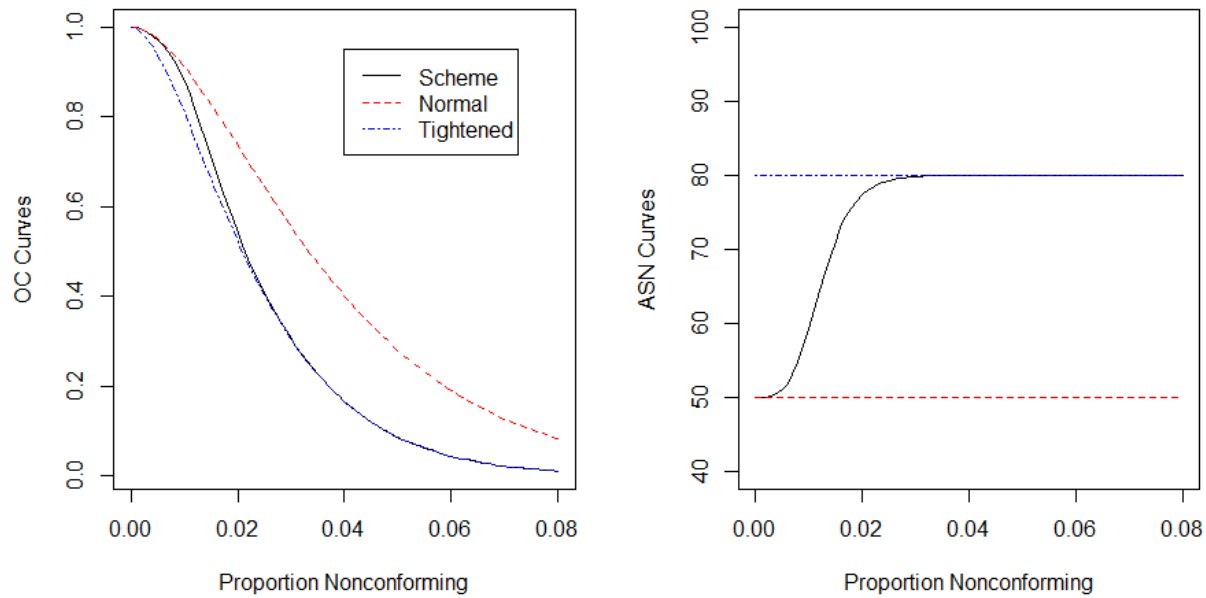 OC Curves
1.0
0.8
0.6
0.4
0.2
0.0
Scheme
Normal
Tightened
0.00 0.02 0.04 0.06 0.08
Proportion Nonconforming
ASN Curves
100
90
80
70
60
50
40
0.00 0.02 0.04 0.06 0.08
Proportion Nonconforming